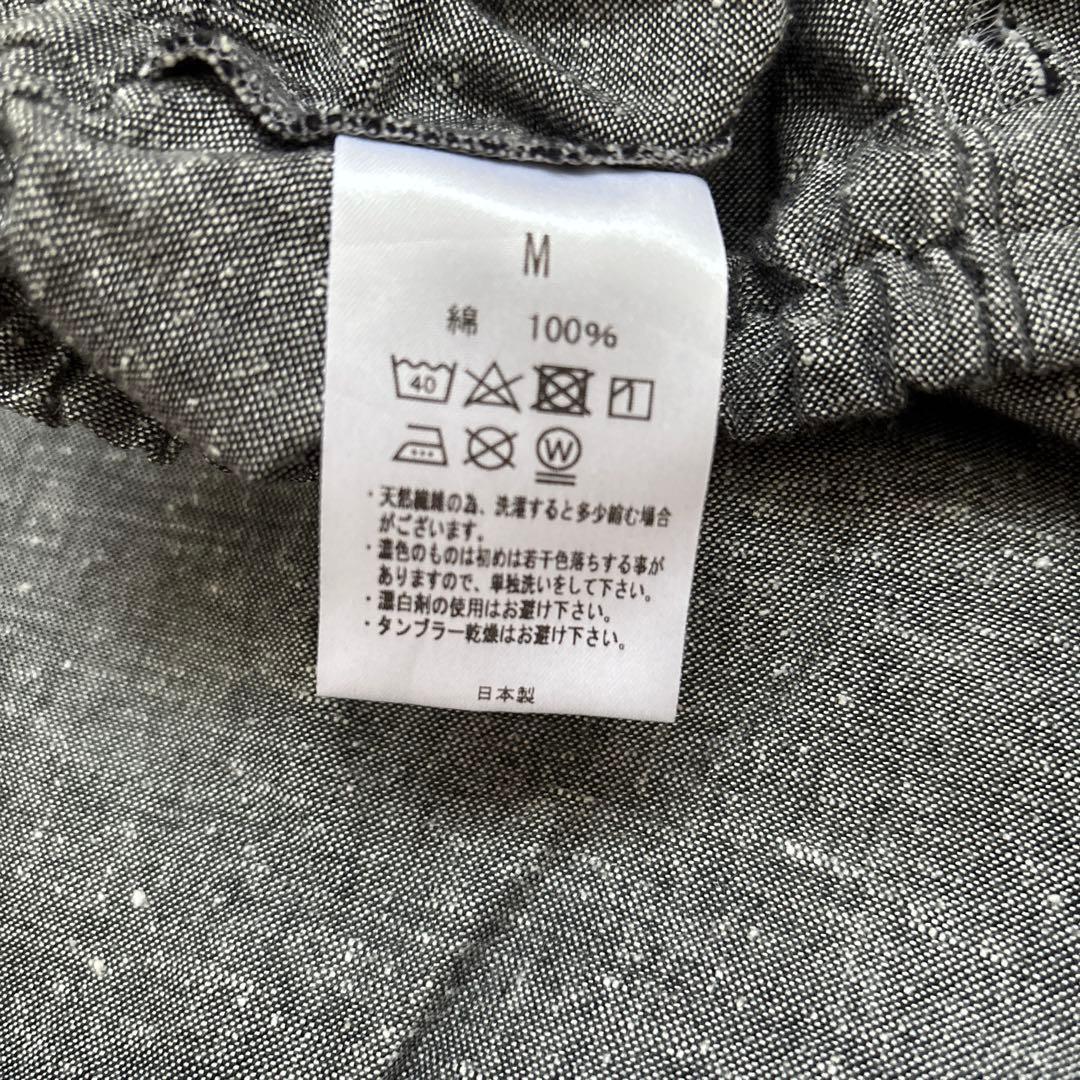 M
綿 100%
40
W
・天然繊維の為、洗濯すると多少縮む場合
がございます。
・濃色のものは初めは若干色落ちする事が
ありますので、単独洗いをして下さい。
・漂白剤の使用はお避け下さい。
・タンブラー乾燥はお避け下さい。
日本製